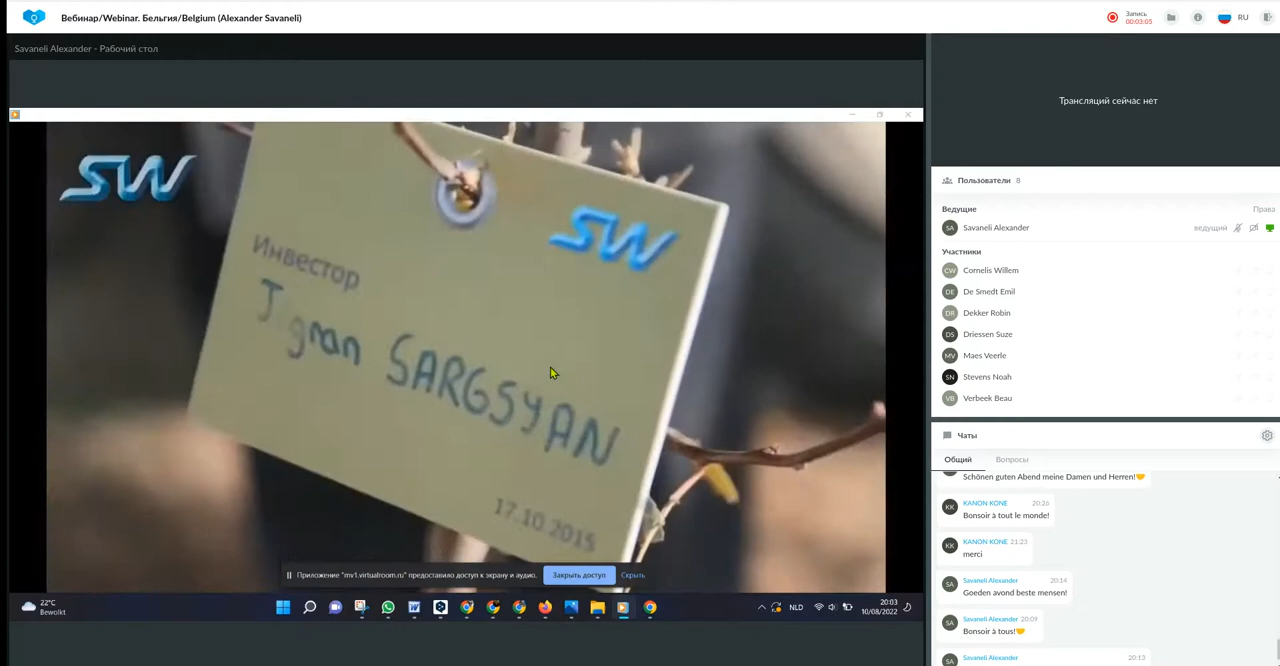 Вебинар/Webinar. Бельгия/Belgium (Alexander Savaneli)
Запись
00:03:05
RU
Savaneli Alexander - Рабочий стол
SW
SW
Инвестор
Tigran SARGSYAN
17.10.2015
Приложение "mv1.virtualroom.ru" предоставило доступ к экрану и аудио.
Закрыть доступ
Скрыть
22°C
Bewolkt
NLD
20:03
10/08/2022
Трансляций сейчас нет
Пользователи 8
Ведущие
Права
SA Savaneli Alexander ведущий
Участники
CW Cornelis Willem
DE De Smedt Emil
DR Dekker Robin
DS Driessen Suze
MV Maes Veerle
SN Stevens Noah
VB Verbeek Beau
Чаты
Общий Вопросы
Schönen guten Abend meine Damen und Herren!🤝
KK KANON KONE 20:26
Bonsoir à tout le monde!
KK KANON KONE 21:23
merci
SA Savaneli Alexander 20:14
Goeden avond beste mensen!
SA Savaneli Alexander 20:09
Bonsoir à tous!🤝
SA Savaneli Alexander 20:13